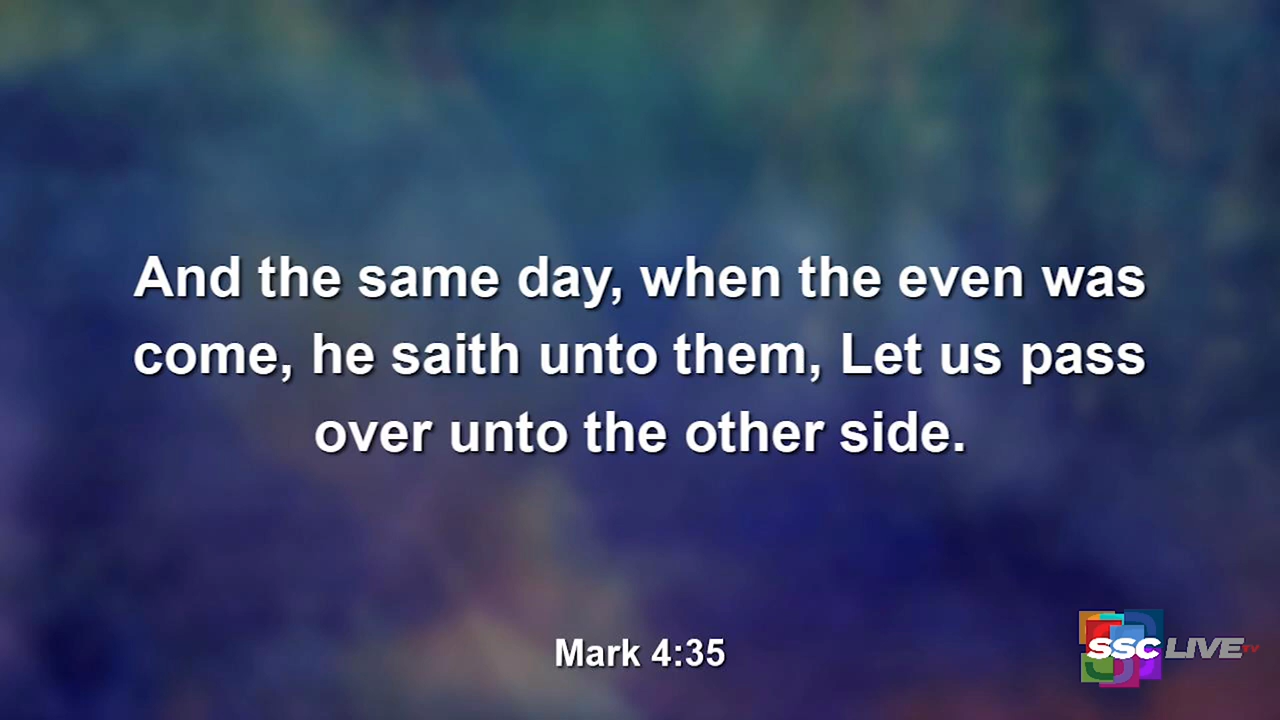 And the same day, when the even was
come, he saith unto them, Let us pass
over unto the other side.
Mark 4:35
SSC LIVE TV